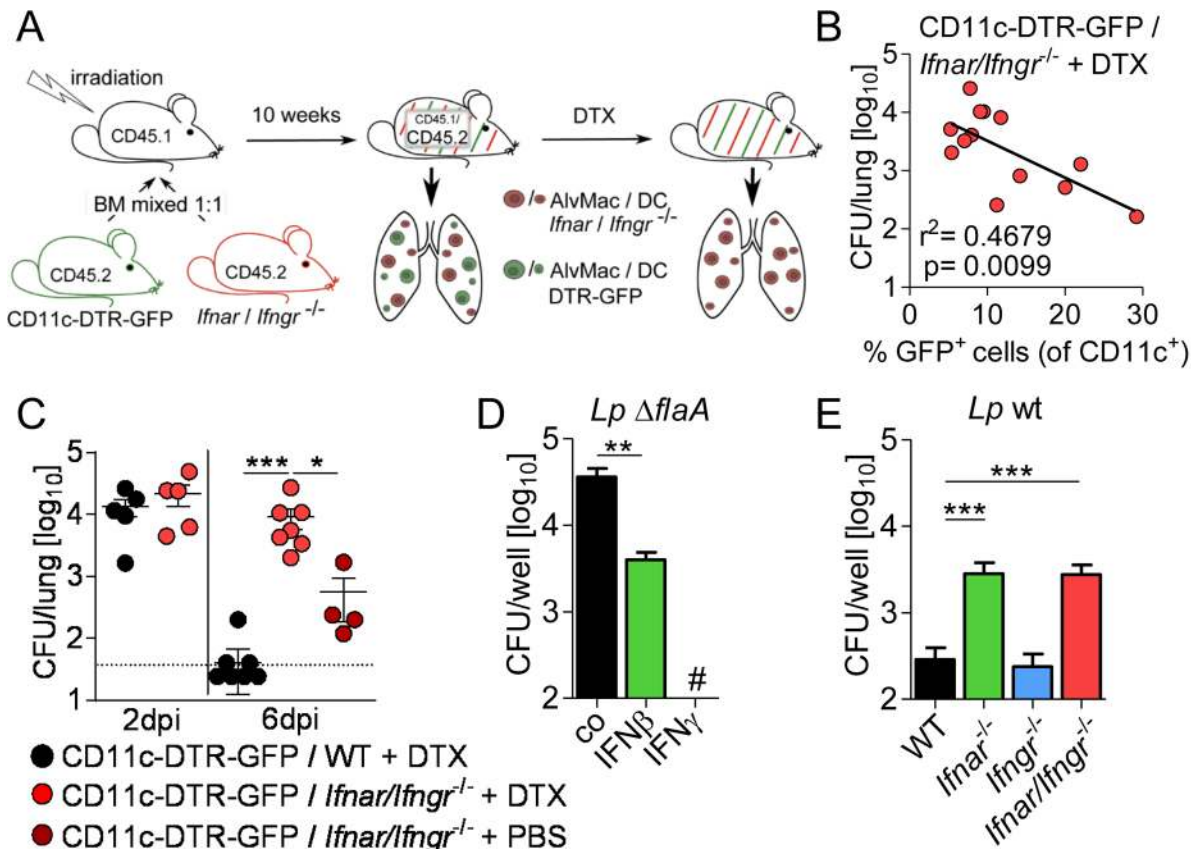 A
irradiation
CD45.1
10 weeks
CD45.1/
CD45.2
DTX
BM mixed 1:1
CD45.2
CD45.2
CD11c-DTR-GFP
Ifnar / Ifngr -/-
/ AlvMac / DC
Ifnar / Ifngr -/-
/ AlvMac / DC
DTR-GFP
B
CD11c-DTR-GFP /
Ifnar/Ifngr-/- + DTX
CFU/lung [log10]
5
4
3
2
1
r2= 0.4679
p= 0.0099
0 10 20 30
% GFP+ cells (of CD11c+)
C
CFU/lung [log10]
5
4
3
2
1
*** *
2dpi 6dpi
CD11c-DTR-GFP / WT + DTX
CD11c-DTR-GFP / Ifnar/Ifngr-/- + DTX
CD11c-DTR-GFP / Ifnar/Ifngr-/- + PBS
D
Lp ΔflaA
CFU/well [log10]
5
4
3
2
**
#
co
IFNβ
IFNγ
E
Lp wt
CFU/well [log10]
5
4
3
2
***
***
WT
Ifnar-/-
Ifngr-/-
Ifnar/Ifngr-/-